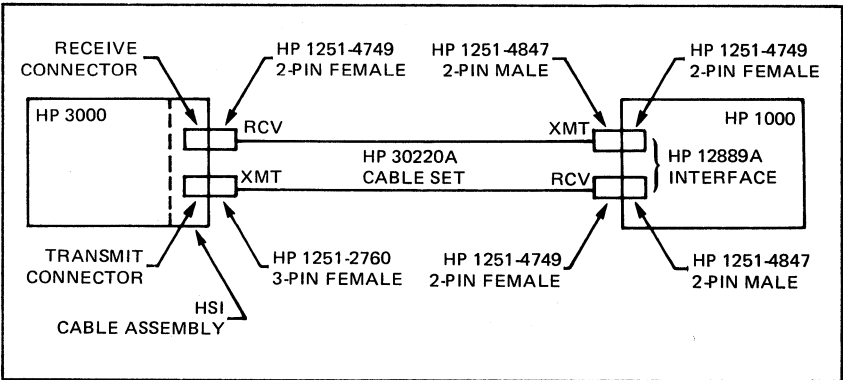 RECEIVE
CONNECTOR
HP 1251-4749
2-PIN FEMALE
HP 1251-4847
2-PIN MALE
HP 1251-4749
2-PIN FEMALE
HP 3000
HP 1000
RCV
XMT
HP 30220A
CABLE SET
HP 12889A
INTERFACE
XMT
RCV
TRANSMIT
CONNECTOR
HP 1251-2760
3-PIN FEMALE
HP 1251-4749
2-PIN FEMALE
HP 1251-4847
2-PIN MALE
HSI
CABLE ASSEMBLY